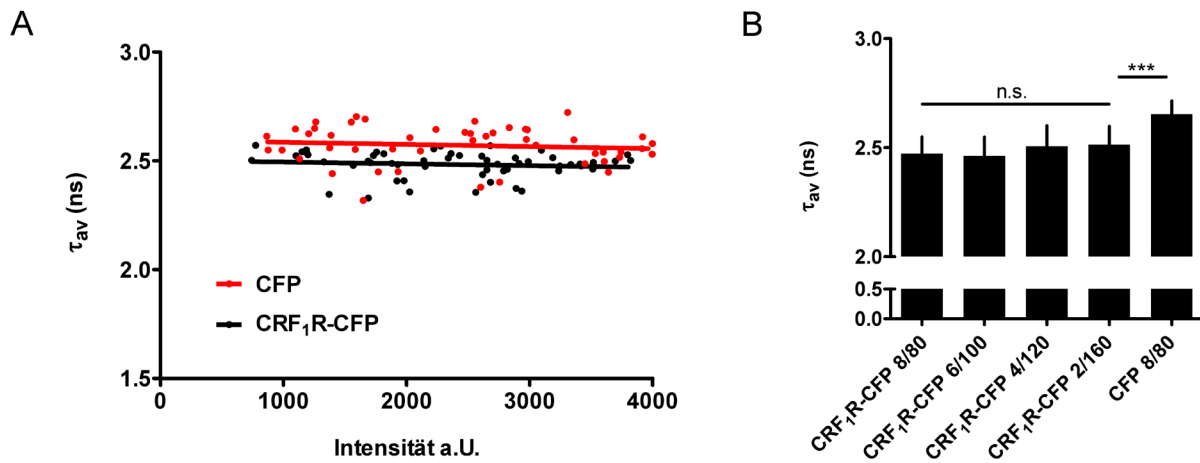 A
3.0
2.5
2.0
1.5
τav (ns)
0
1000
2000
3000
4000
Intensität a.U.
CFP
CRF1R-CFP
B
3.0
2.5
2.0
0.5
0.0
τav (ns)
n.s.
***
CRF1R-CFP 8/80
CRF1R-CFP 6/100
CRF1R-CFP 4/120
CRF1R-CFP 2/160
CFP 8/80